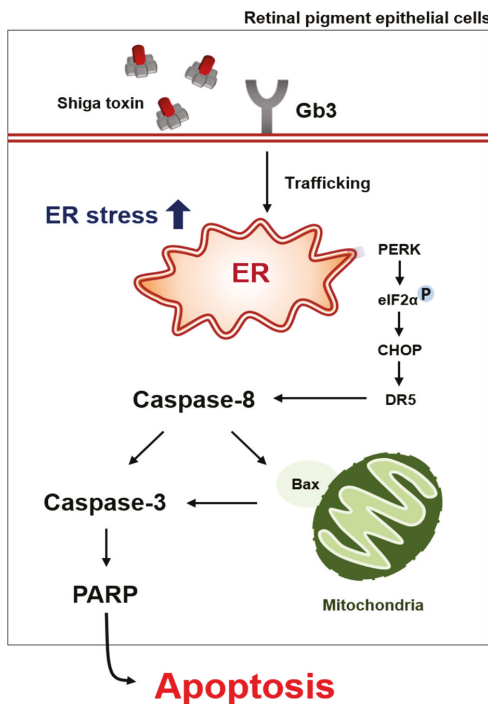 Retinal pigment epithelial cells
Shiga toxin
Gb3
Trafficking
ER stress
ER
PERK
eIF2α P
CHOP
DR5
Caspase-8
Bax
Caspase-3
PARP
Mitochondria
Apoptosis